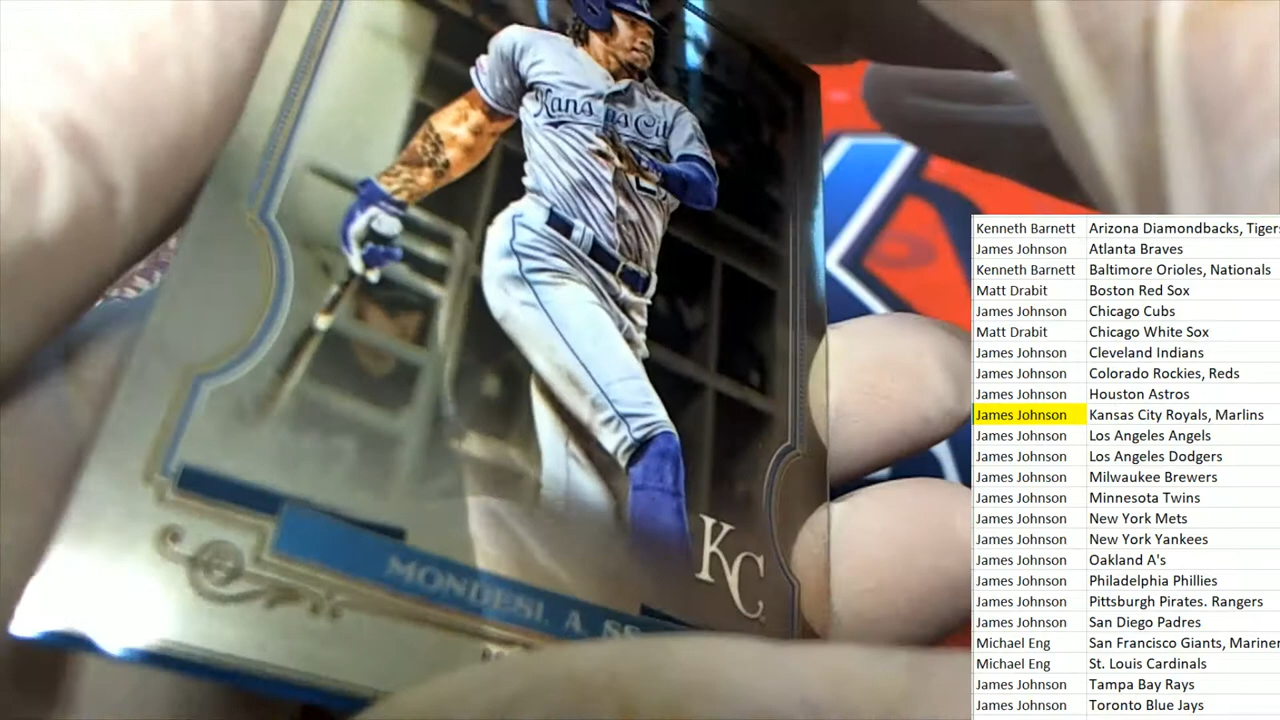 Kansas City
MONDESI, A. SS
KC
Kenneth Barnett Arizona Diamondbacks, Tigers
James Johnson Atlanta Braves
Kenneth Barnett Baltimore Orioles, Nationals
Matt Drabit Boston Red Sox
James Johnson Chicago Cubs
Matt Drabit Chicago White Sox
James Johnson Cleveland Indians
James Johnson Colorado Rockies, Reds
James Johnson Houston Astros
James Johnson Kansas City Royals, Marlins
James Johnson Los Angeles Angels
James Johnson Los Angeles Dodgers
James Johnson Milwaukee Brewers
James Johnson Minnesota Twins
James Johnson New York Mets
James Johnson New York Yankees
James Johnson Oakland A's
James Johnson Philadelphia Phillies
James Johnson Pittsburgh Pirates. Rangers
James Johnson San Diego Padres
Michael Eng San Francisco Giants, Mariner
Michael Eng St. Louis Cardinals
James Johnson Tampa Bay Rays
James Johnson Toronto Blue Jays